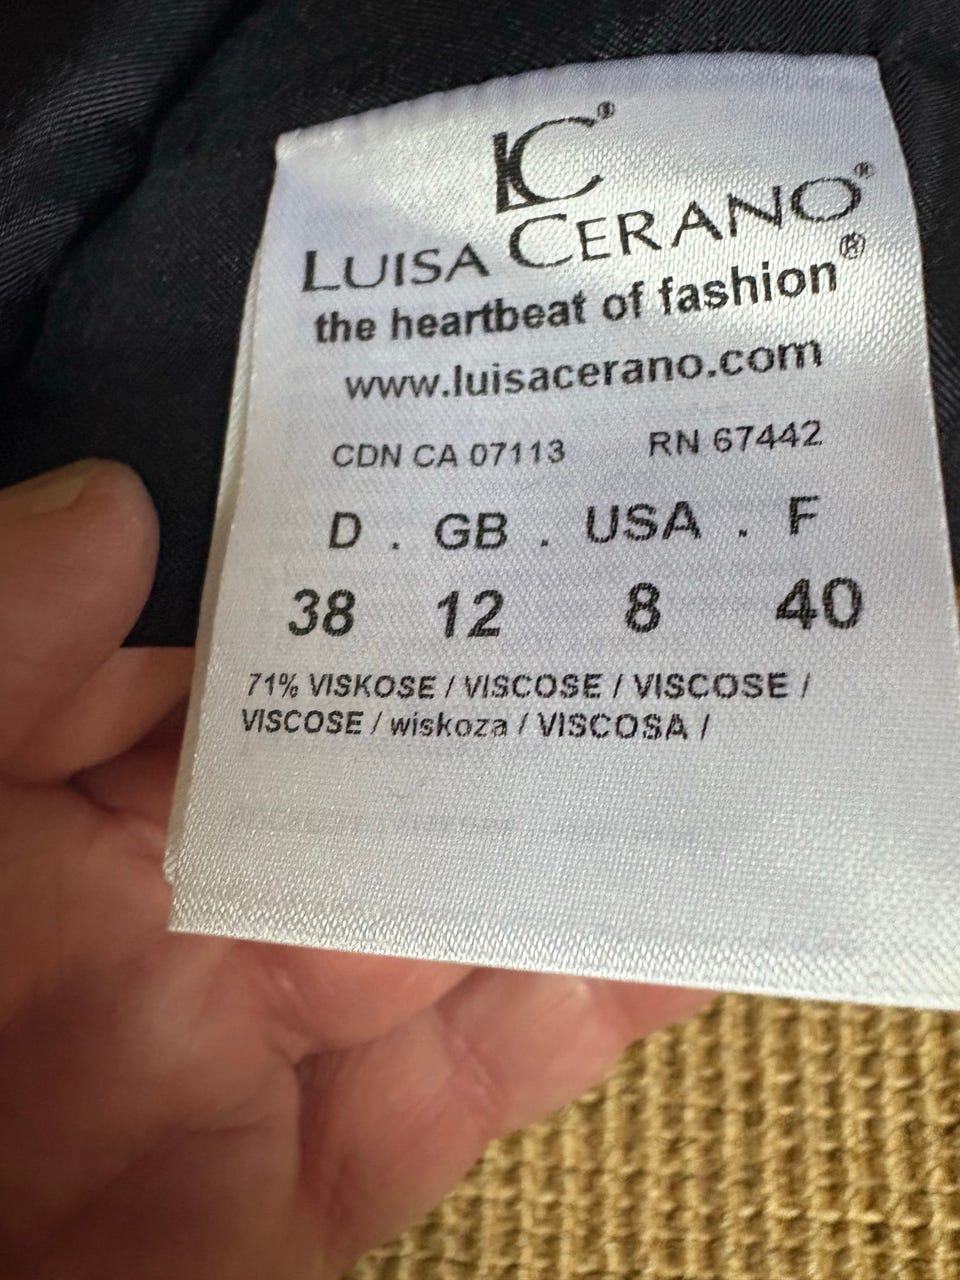 LC®
LUISA CERANO®
the heartbeat of fashion®
www.luisacerano.com
CDN CA 07113 RN 67442
D . GB . USA . F
38 12 8 40
71% VISKOSE / VISCOSE / VISCOSE /
VISCOSE / wiskoza / VISCOSA /